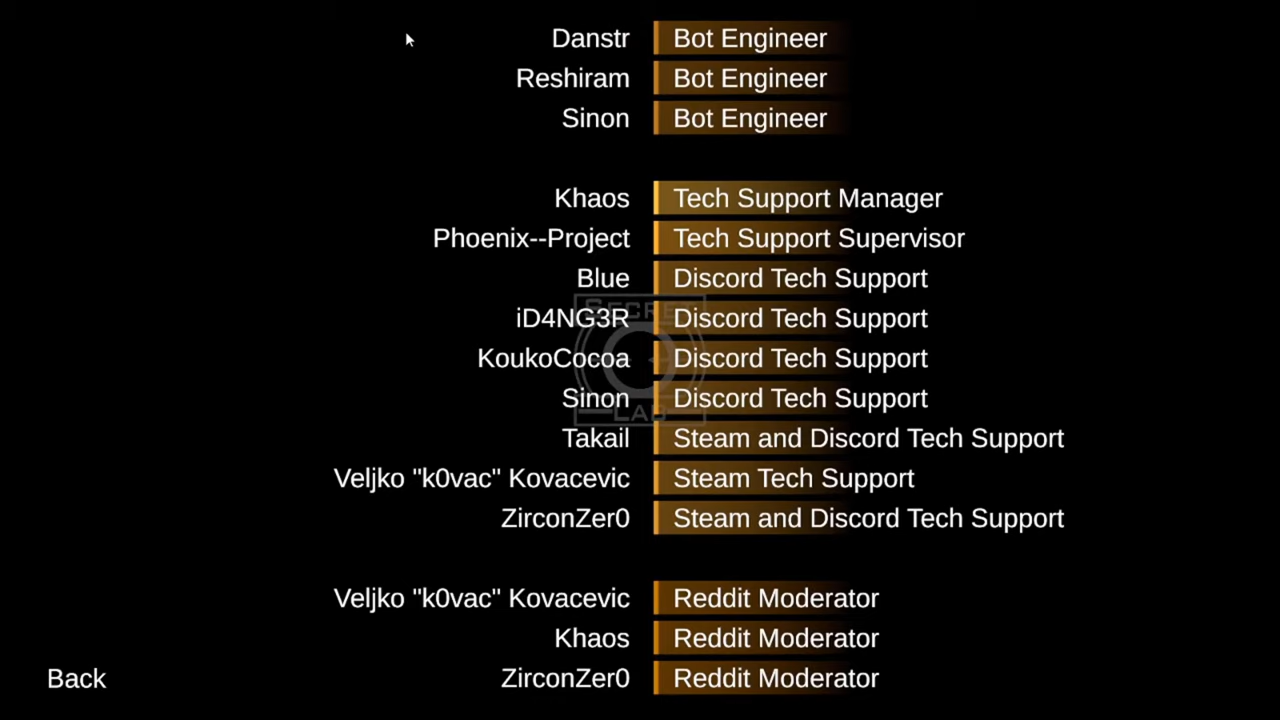 Danstr Bot Engineer
Reshiram Bot Engineer
Sinon Bot Engineer
Khaos Tech Support Manager
Phoenix--Project Tech Support Supervisor
Blue Discord Tech Support
iD4NG3R Discord Tech Support
KoukoCocoa Discord Tech Support
Sinon Discord Tech Support
Takail Steam and Discord Tech Support
Veljko "k0vac" Kovacevic Steam Tech Support
ZirconZer0 Steam and Discord Tech Support
Veljko "k0vac" Kovacevic Reddit Moderator
Khaos Reddit Moderator
ZirconZer0 Reddit Moderator
Back
SECRET
LAB